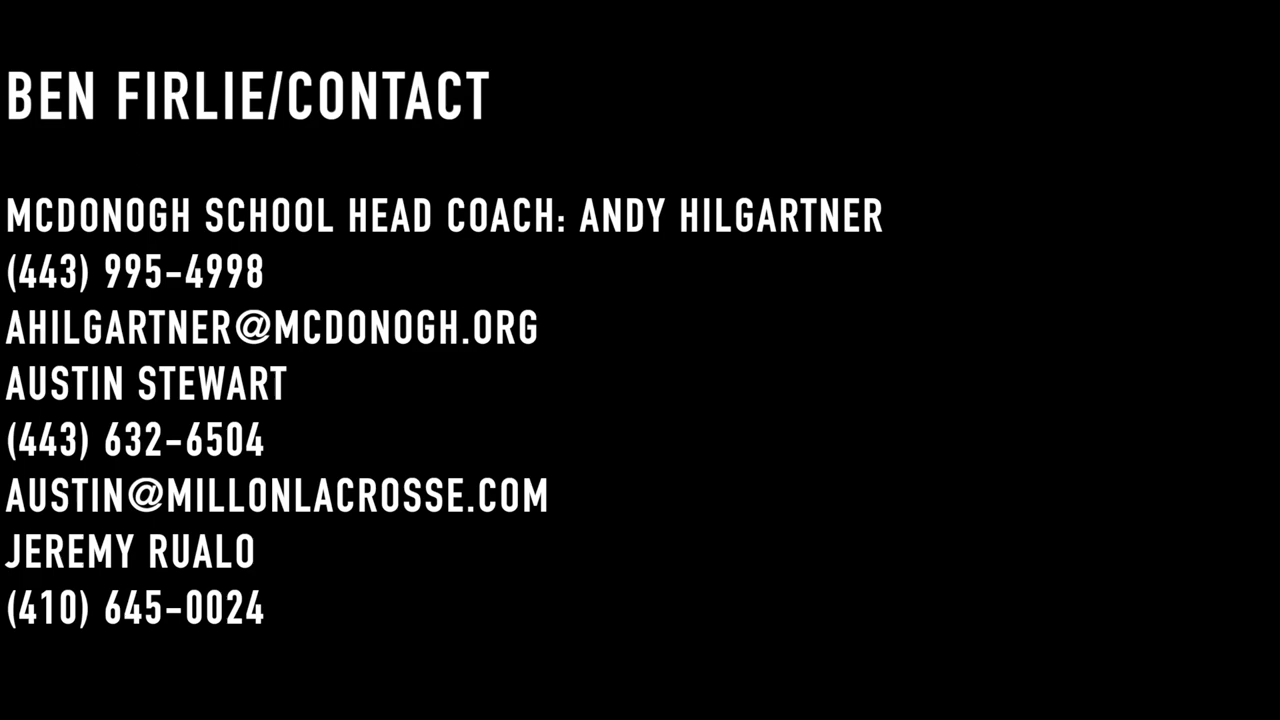 BEN FIRLIE/CONTACT
MCDONOGH SCHOOL HEAD COACH: ANDY HILGARTNER
(443) 995-4998
AHILGARTNER@MCDONOGH.ORG
AUSTIN STEWART
(443) 632-6504
AUSTIN@MILLONLACROSSE.COM
JEREMY RUALO
(410) 645-0024